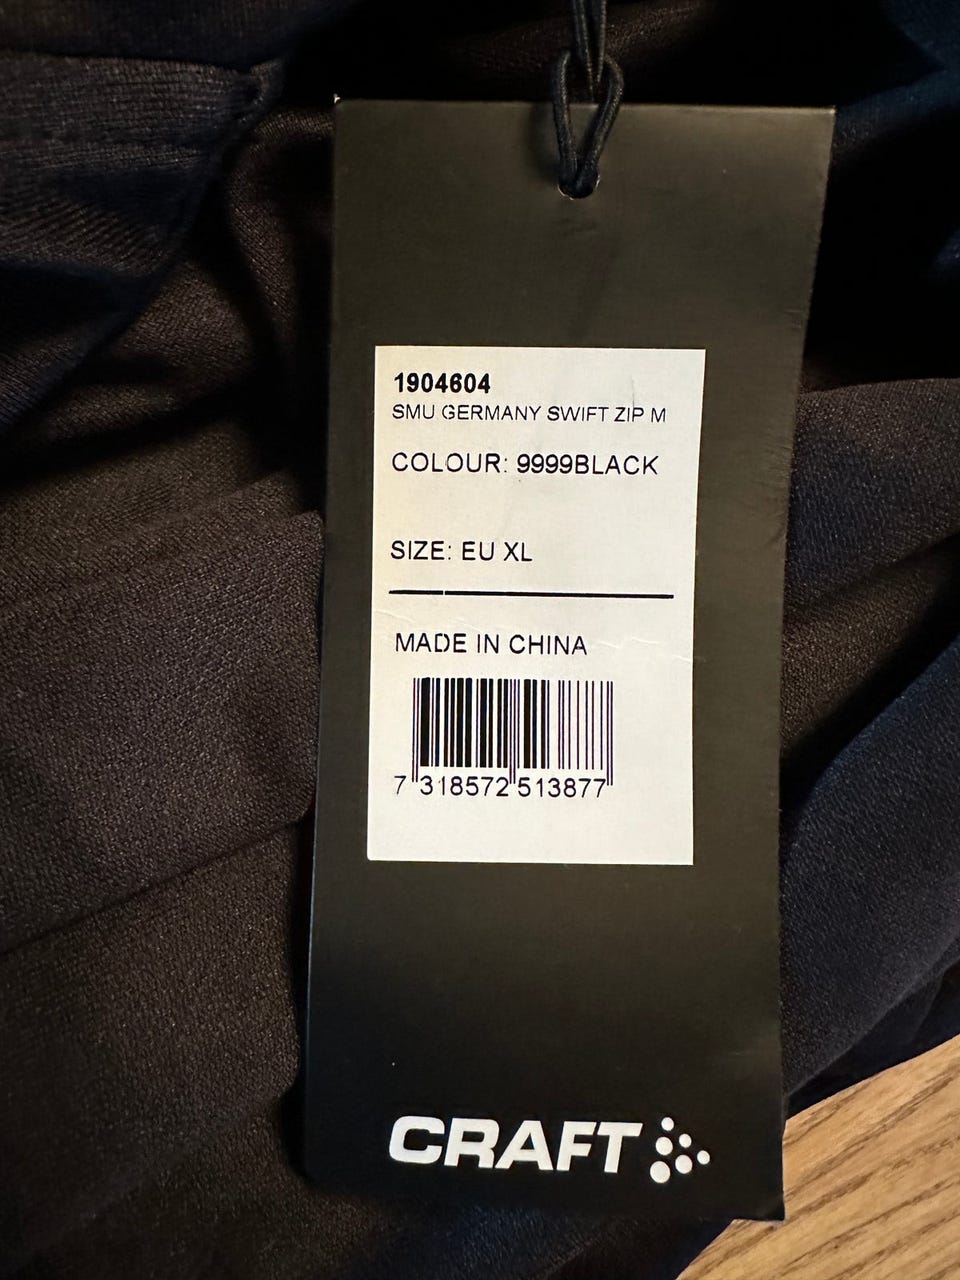 1904604
SMU GERMANY SWIFT ZIP M
COLOUR: 9999BLACK
SIZE: EU XL
MADE IN CHINA
7 318572 513877
CRAFT